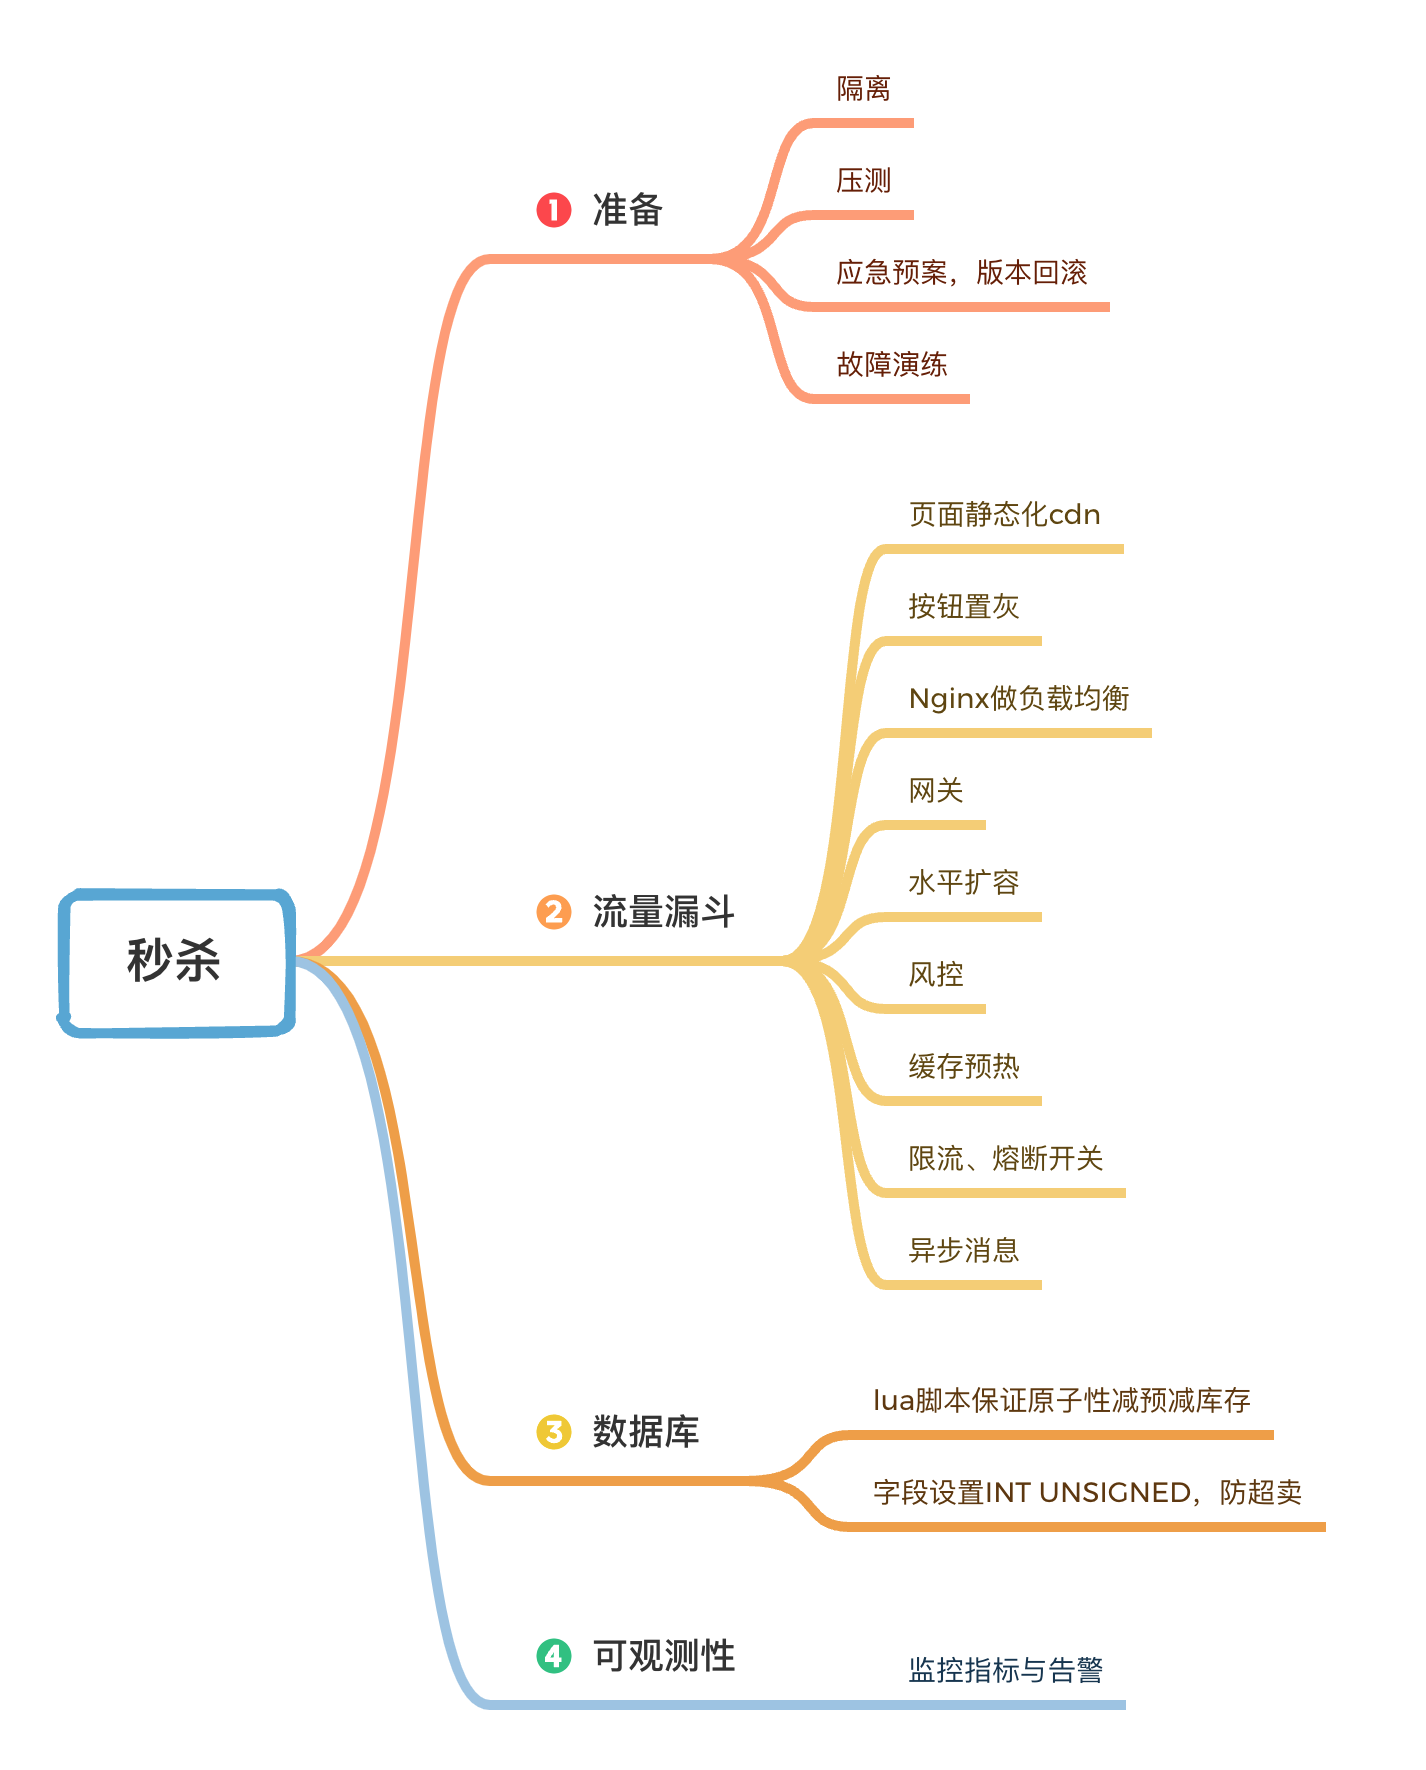 秒杀
1 准备
隔离
压测
应急预案，版本回滚
故障演练
2 流量漏斗
页面静态化cdn
按钮置灰
Nginx做负载均衡
网关
水平扩容
风控
缓存预热
限流、熔断开关
异步消息
3 数据库
lua脚本保证原子性减预减库存
字段设置INT UNSIGNED，防超卖
4 可观测性
监控指标与告警